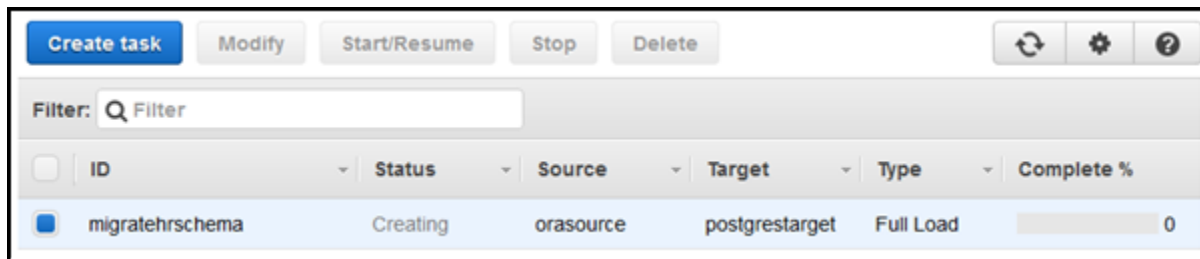 Create task Modify Start/Resume Stop Delete
Filter: Filter
ID Status Source Target Type Complete %
migratehrschema Creating orasource postgrestarget Full Load 0